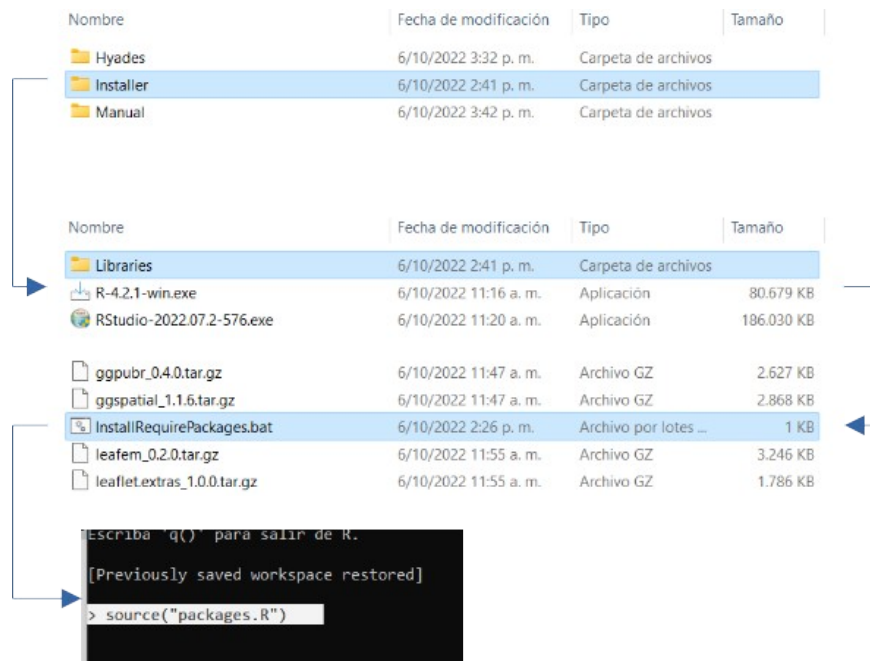 Nombre Fecha de modificación Tipo Tamaño
Hyades 6/10/2022 3:32 p. m. Carpeta de archivos
Installer 6/10/2022 2:41 p. m. Carpeta de archivos
Manual 6/10/2022 3:42 p. m. Carpeta de archivos
Nombre Fecha de modificación Tipo Tamaño
Libraries 6/10/2022 2:41 p. m. Carpeta de archivos
R-4.2.1-win.exe 6/10/2022 11:16 a. m. Aplicación 80.679 KB
RStudio-2022.07.2-576.exe 6/10/2022 11:20 a. m. Aplicación 186.030 KB
ggpubr_0.4.0.tar.gz 6/10/2022 11:47 a. m. Archivo GZ 2.627 KB
ggspatial_1.1.6.tar.gz 6/10/2022 11:47 a. m. Archivo GZ 2.868 KB
InstallRequirePackages.bat 6/10/2022 2:26 p. m. Archivo por lotes ... 1 KB
leafem_0.2.0.tar.gz 6/10/2022 11:55 a. m. Archivo GZ 3.246 KB
leaflet.extras_1.0.0.tar.gz 6/10/2022 11:55 a. m. Archivo GZ 1.786 KB
Escriba 'q()' para salir de R.
[Previously saved workspace restored]
> source("packages.R")